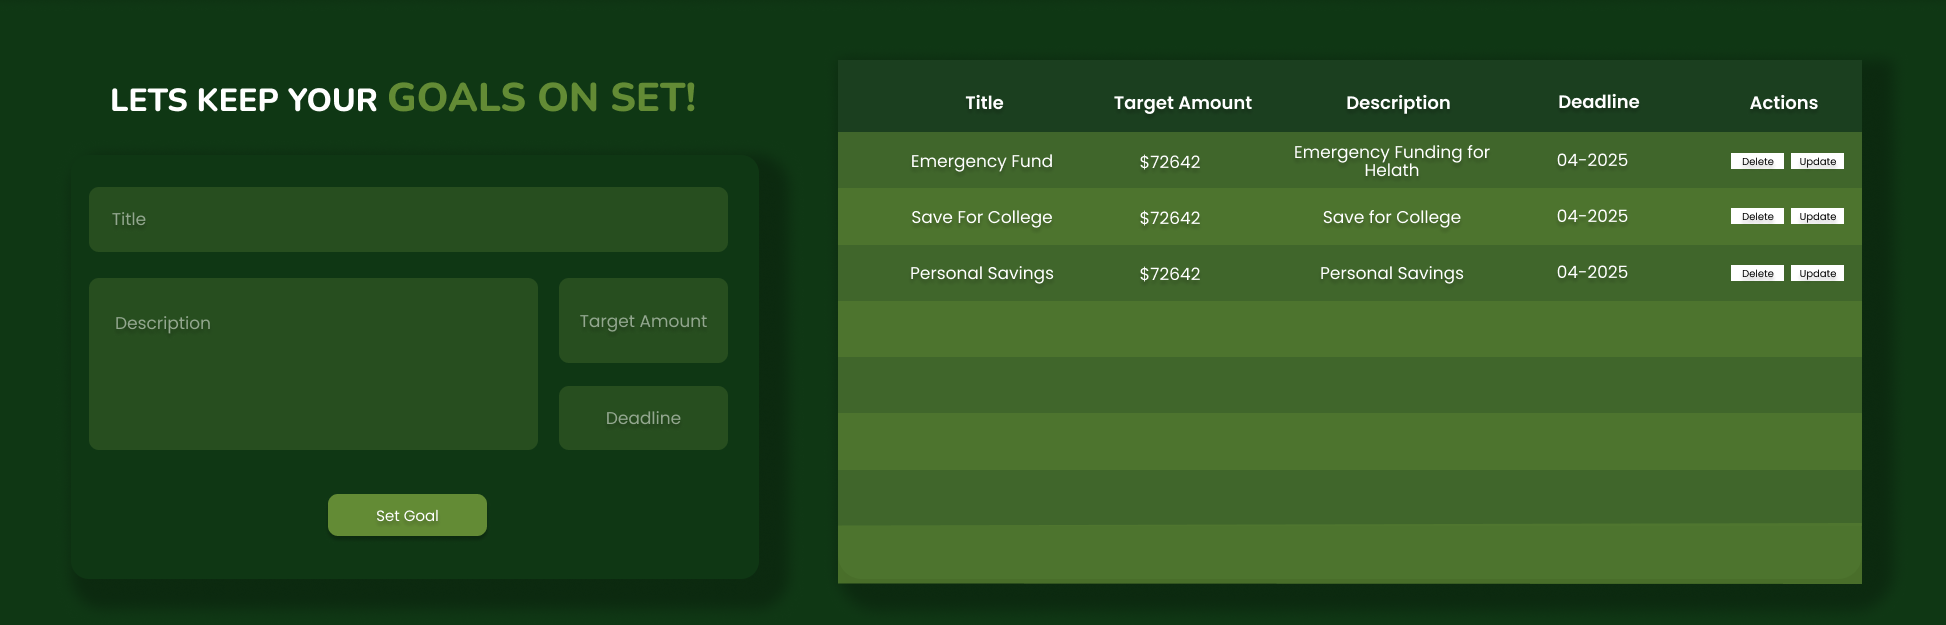 LETS KEEP YOUR GOALS ON SET!
Title
Description
Target Amount
Deadline
Set Goal
Title Target Amount Description Deadline Actions
Emergency Fund $72642 Emergency Funding for Helath 04-2025 Delete Update
Save For College $72642 Save for College 04-2025 Delete Update
Personal Savings $72642 Personal Savings 04-2025 Delete Update